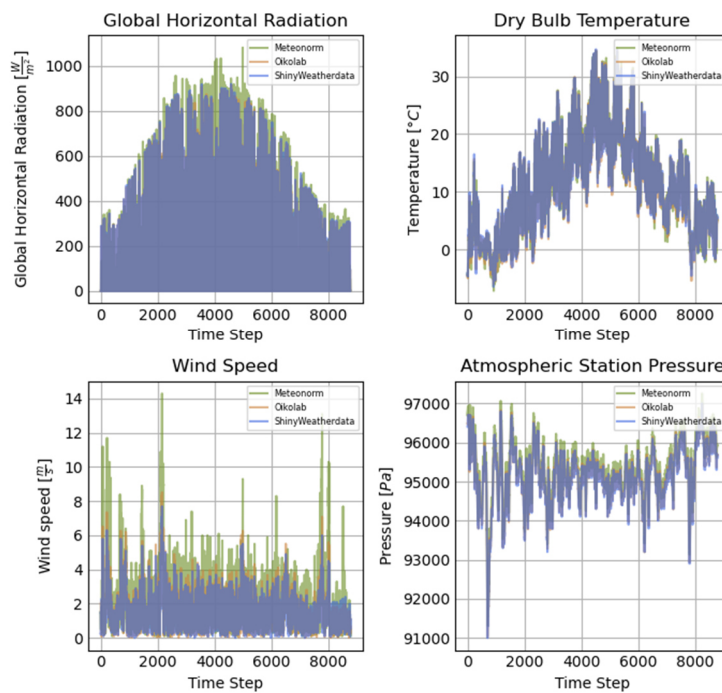 Global Horizontal Radiation
Global Horizontal Radiation [W/m²]
1000
800
600
400
200
0
Meteonorm
Oikolab
ShinyWeatherdata
0 2000 4000 6000 8000
Time Step
Dry Bulb Temperature
Temperature [°C]
30
20
10
0
Meteonorm
Oikolab
ShinyWeatherdata
0 2000 4000 6000 8000
Time Step
Wind Speed
Wind speed [m/s]
14
12
10
8
6
4
2
0
Meteonorm
Oikolab
ShinyWeatherdata
0 2000 4000 6000 8000
Time Step
Atmospheric Station Pressure
Pressure [Pa]
97000
96000
95000
94000
93000
92000
91000
Meteonorm
Oikolab
ShinyWeatherdata
0 2000 4000 6000 8000
Time Step